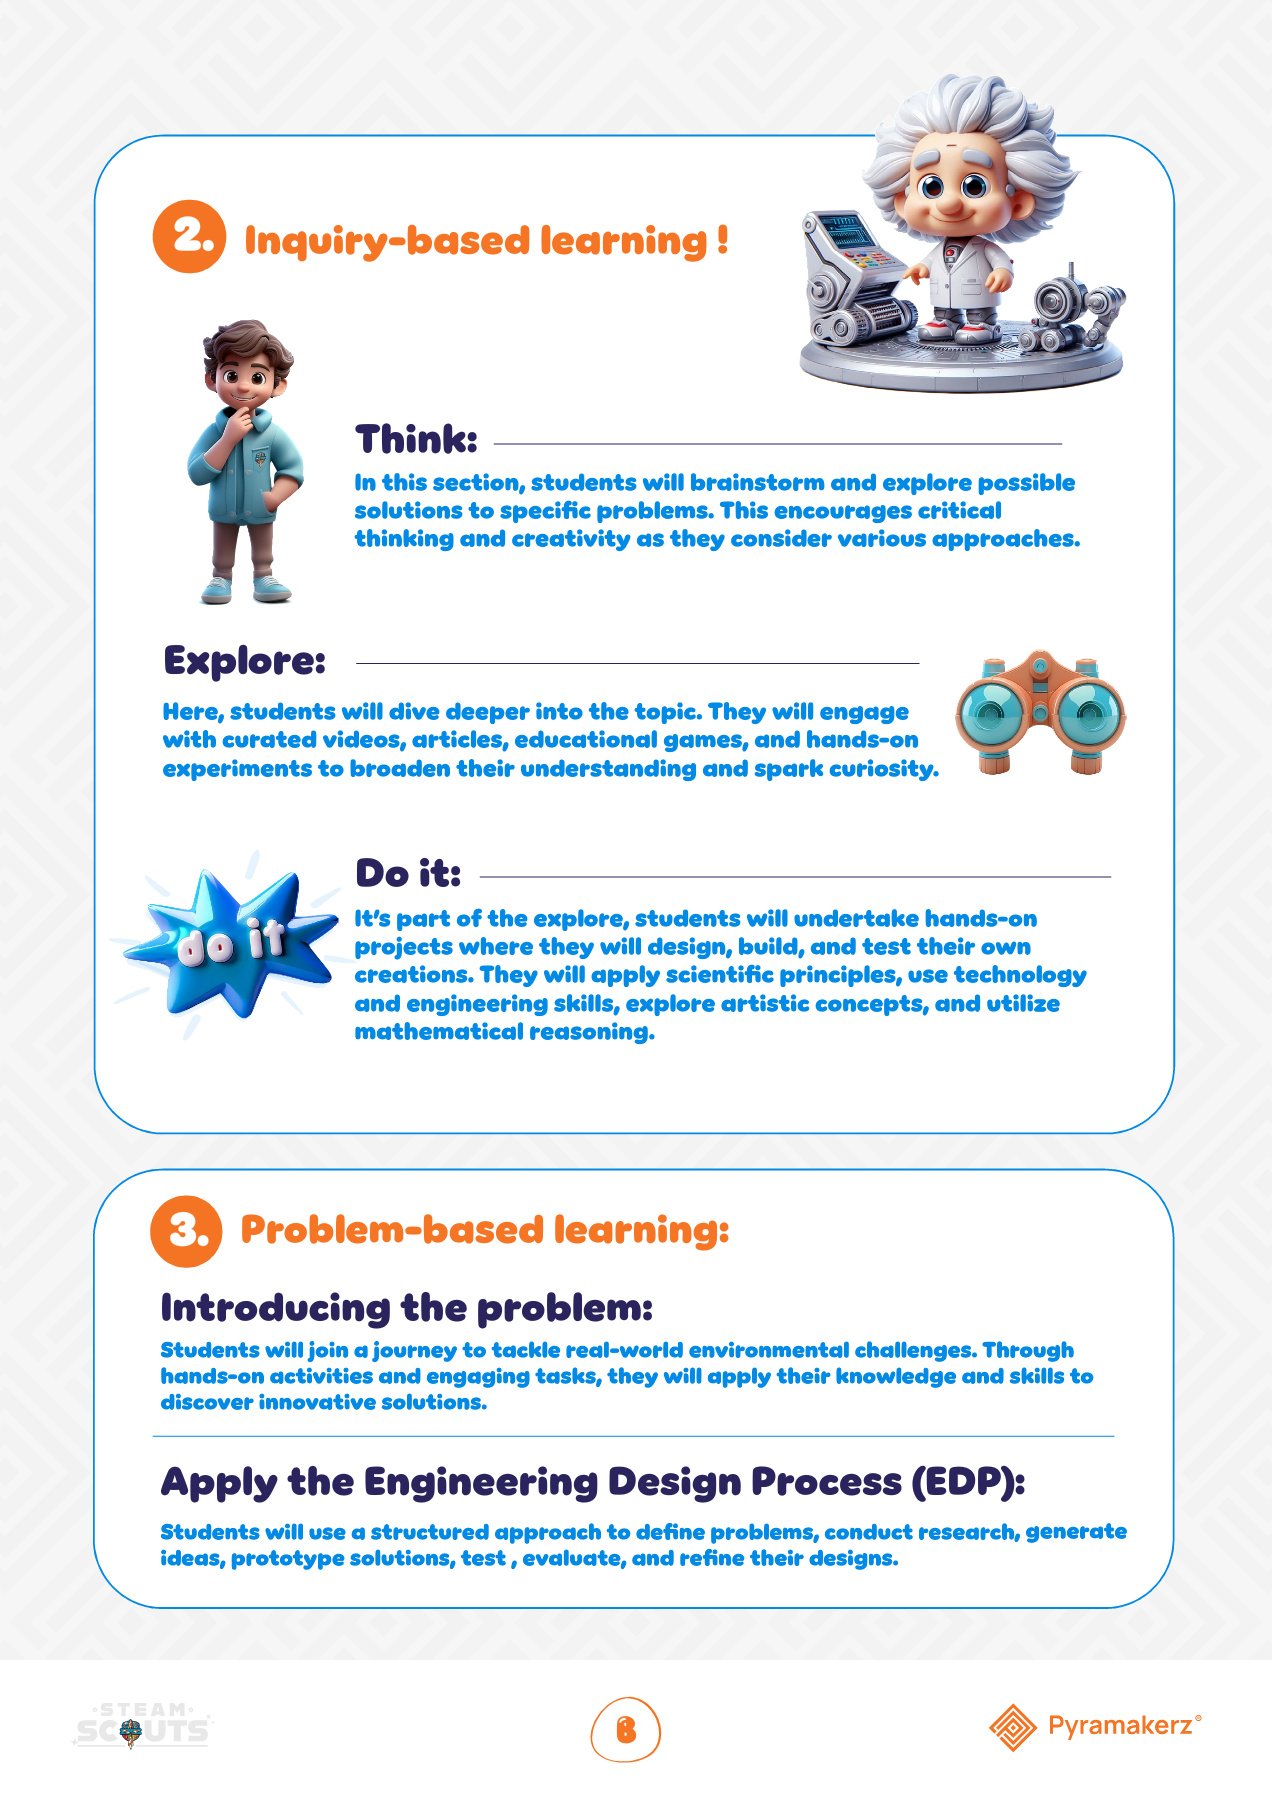 2. Inquiry-based learning !
Think:
In this section, students will brainstorm and explore possible
solutions to specific problems. This encourages critical
thinking and creativity as they consider various approaches.
Explore:
Here, students will dive deeper into the topic. They will engage
with curated videos, articles, educational games, and hands-on
experiments to broaden their understanding and spark curiosity.
do it
Do it:
It's part of the explore, students will undertake hands-on
projects where they will design, build, and test their own
creations. They will apply scientific principles, use technology
and engineering skills, explore artistic concepts, and utilize
mathematical reasoning.
3. Problem-based learning:
Introducing the problem:
Students will join a journey to tackle real-world environmental challenges. Through
hands-on activities and engaging tasks, they will apply their knowledge and skills to
discover innovative solutions.
Apply the Engineering Design Process (EDP):
Students will use a structured approach to define problems, conduct research, generate
ideas, prototype solutions, test , evaluate, and refine their designs.
STEAM
SCOUTS
B
Pyramakerz